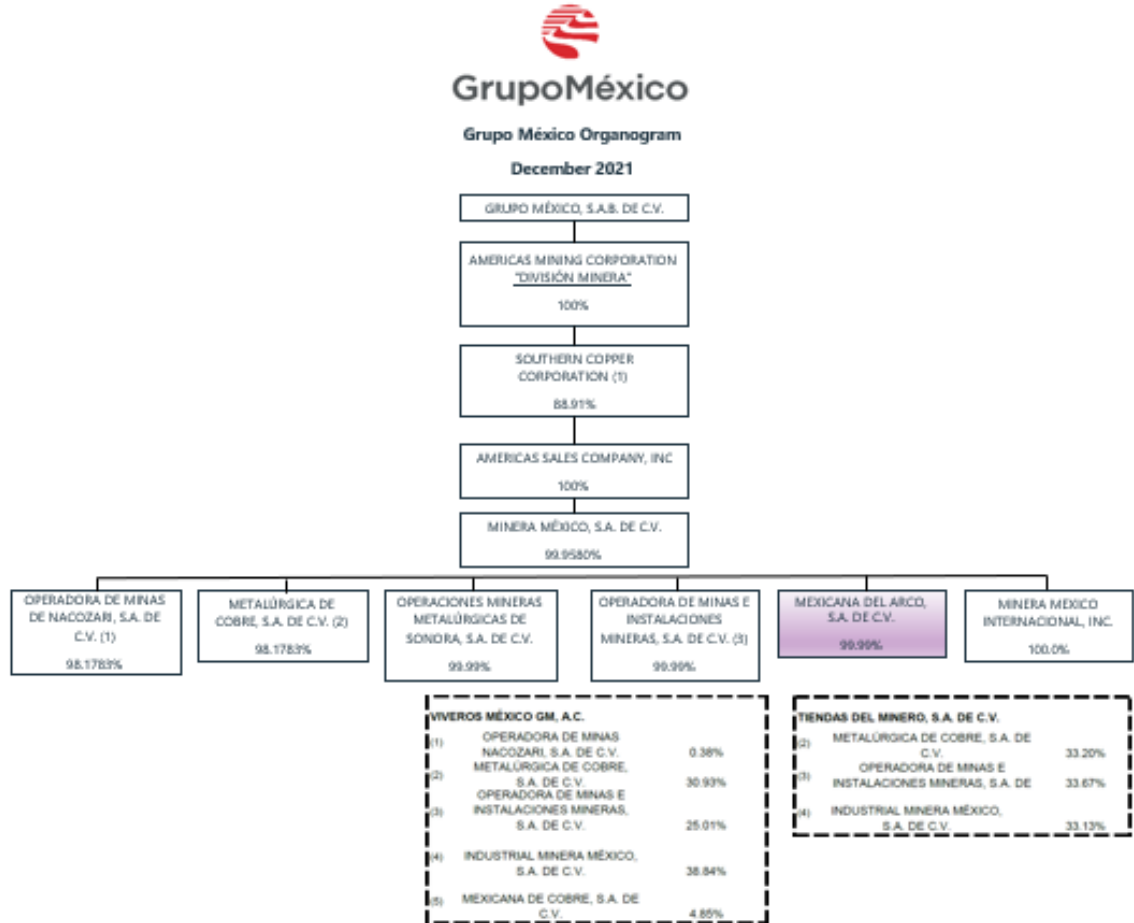 GrupoMéxico
Grupo México Organogram
December 2021
GRUPO MÉXICO, S.A.B. DE C.V.
AMERICAS MINING CORPORATION
"DIVISIÓN MINERA"
100%
SOUTHERN COPPER
CORPORATION (1)
88.91%
AMERICAS SALES COMPANY, INC
100%
MINERA MÉXICO, S.A. DE C.V.
99.9580%
OPERADORA DE MINAS
DE NACOZARI, S.A. DE
C.V. (1)
98.1783%
METALÚRGICA DE
COBRE, S.A. DE C.V. (2)
98.1783%
OPERACIONES MINERAS
METALÚRGICAS DE
SONORA, S.A. DE C.V.
99.99%
OPERADORA DE MINAS E
INSTALACIONES
MINERAS, S.A. DE C.V. (3)
99.99%
MEXICANA DEL ARCO,
S.A. DE C.V.
99.99%
MINERA MEXICO
INTERNACIONAL, INC.
100.0%
VIVEROS MÉXICO GM, A.C.
(1) OPERADORA DE MINAS
NACOZARI, S.A. DE C.V. 0.38%
(2) METALÚRGICA DE COBRE,
S.A. DE C.V. 30.93%
(3) OPERADORA DE MINAS E
INSTALACIONES MINERAS,
S.A. DE C.V. 25.01%
(4) INDUSTRIAL MINERA MÉXICO,
S.A. DE C.V. 38.84%
(5) MEXICANA DE COBRE, S.A. DE
C.V. 4.85%
TIENDAS DEL MINERO, S.A. DE C.V.
(2) METALÚRGICA DE COBRE, S.A. DE
C.V. 33.20%
(3) OPERADORA DE MINAS E
INSTALACIONES MINERAS, S.A. DE 33.67%
(4) INDUSTRIAL MINERA MÉXICO,
S.A. DE C.V. 33.13%